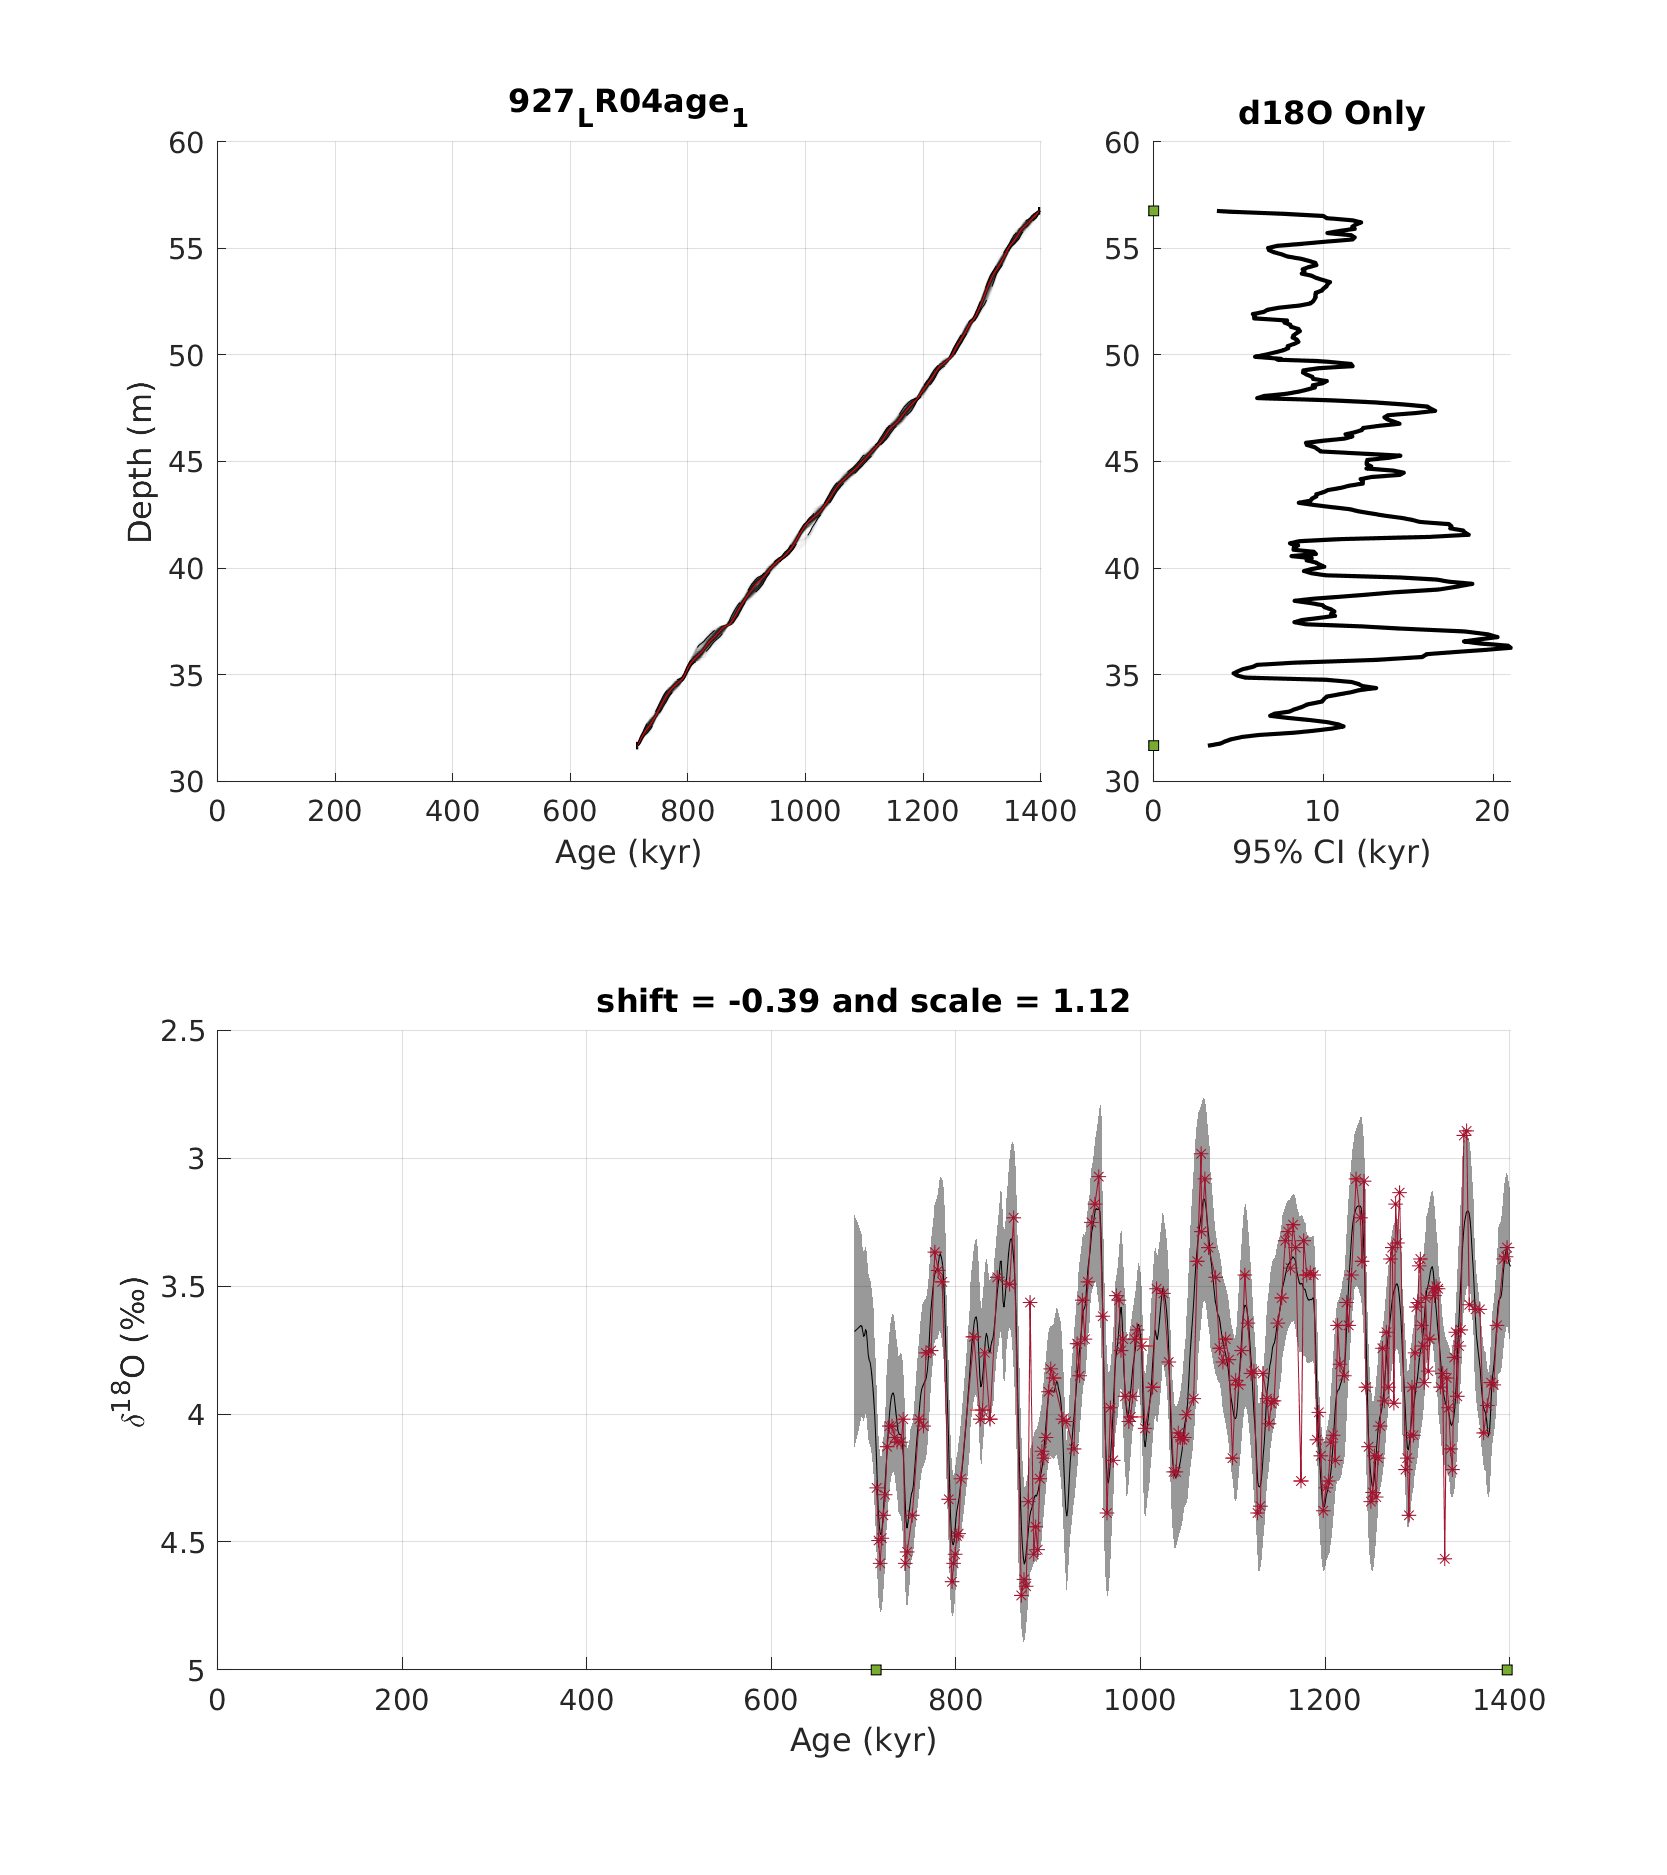 927_LR04age_1
60
55
50
45
40
35
30
Depth (m)
0 200 400 600 800 1000 1200 1400
Age (kyr)
d18O Only
60
55
50
45
40
35
30
0 10 20
95% CI (kyr)
shift = -0.39 and scale = 1.12
2.5
3
3.5
4
4.5
5
δ¹⁸O (‰)
0 200 400 600 800 1000 1200 1400
Age (kyr)